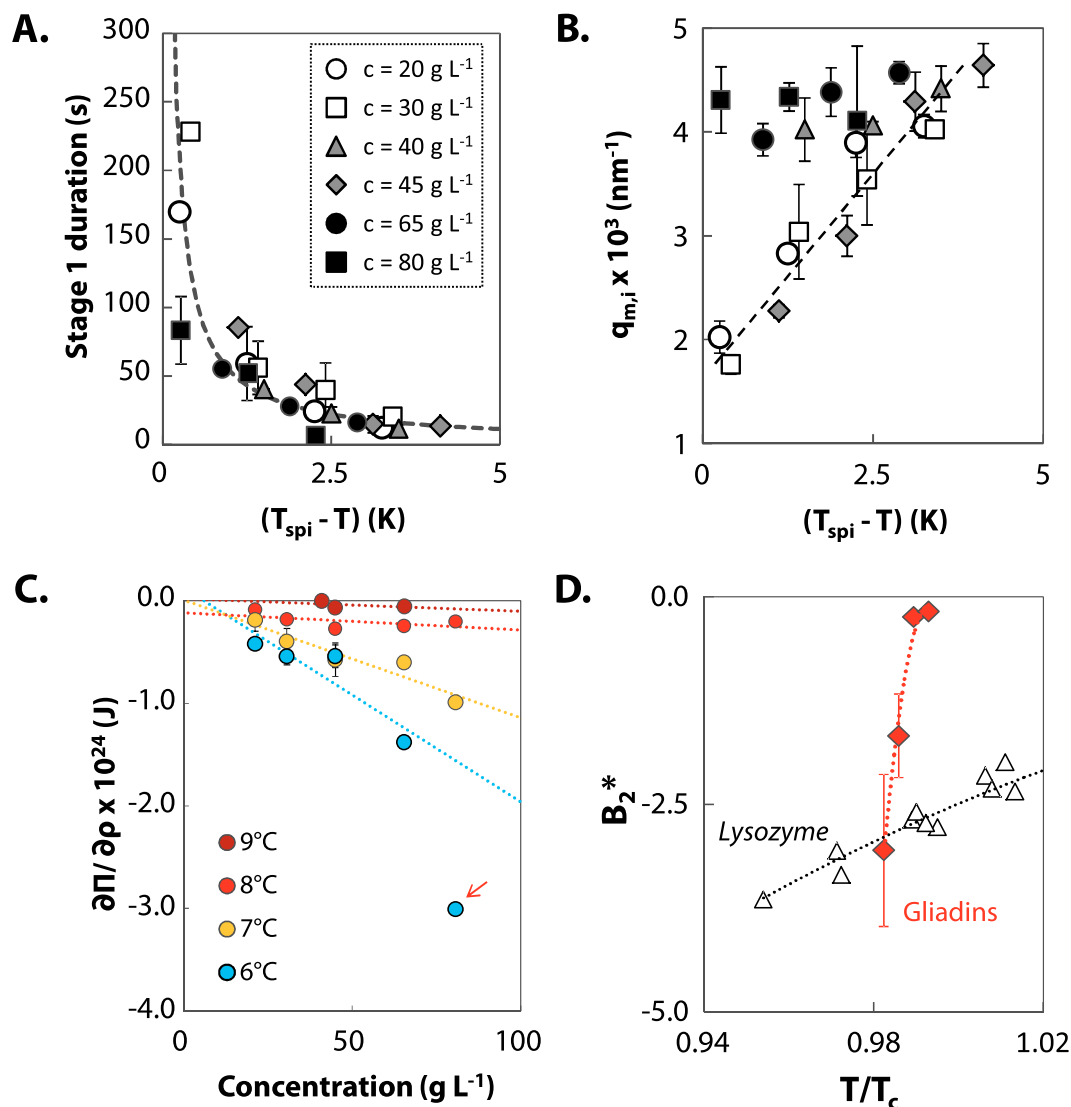 A.
300
250
200
150
100
50
0
0
2.5
5
Stage 1 duration (s)
(Tspi - T) (K)
c = 20 g L-1
c = 30 g L-1
c = 40 g L-1
c = 45 g L-1
c = 65 g L-1
c = 80 g L-1
B.
5
4
3
2
1
0
2.5
5
qm,i x 10³ (nm-1)
(Tspi - T) (K)
C.
0.0
-1.0
-2.0
-3.0
-4.0
0
50
100
∂Π/ ∂ρ x 10²⁴ (J)
Concentration (g L-1)
9°C
8°C
7°C
6°C
D.
0.0
-2.5
-5.0
0.94
0.98
1.02
B₂*
T/Tc
Lysozyme
Gliadins